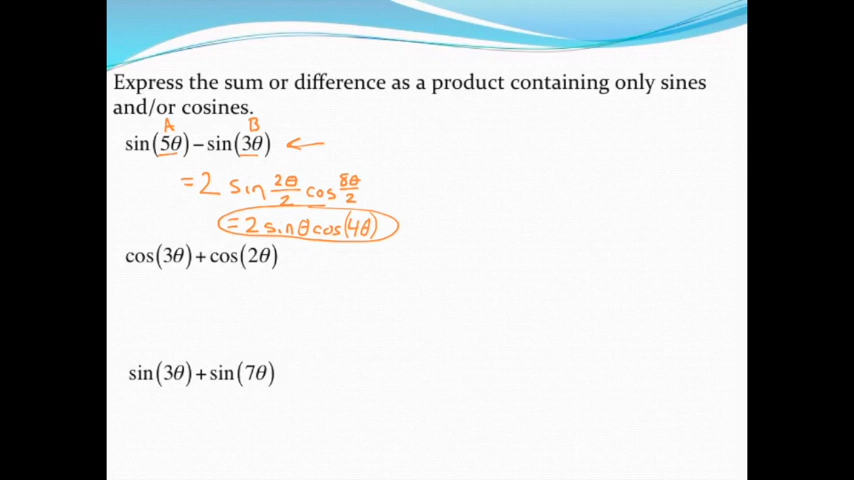 Express the sum or difference as a product containing only sines
and/or cosines.
A B
sin(5θ) − sin(3θ) ←
= 2 sin 2θ/2 cos 8θ/2
= 2 sinθ cos(4θ)
cos(3θ) + cos(2θ)
sin(3θ) + sin(7θ)